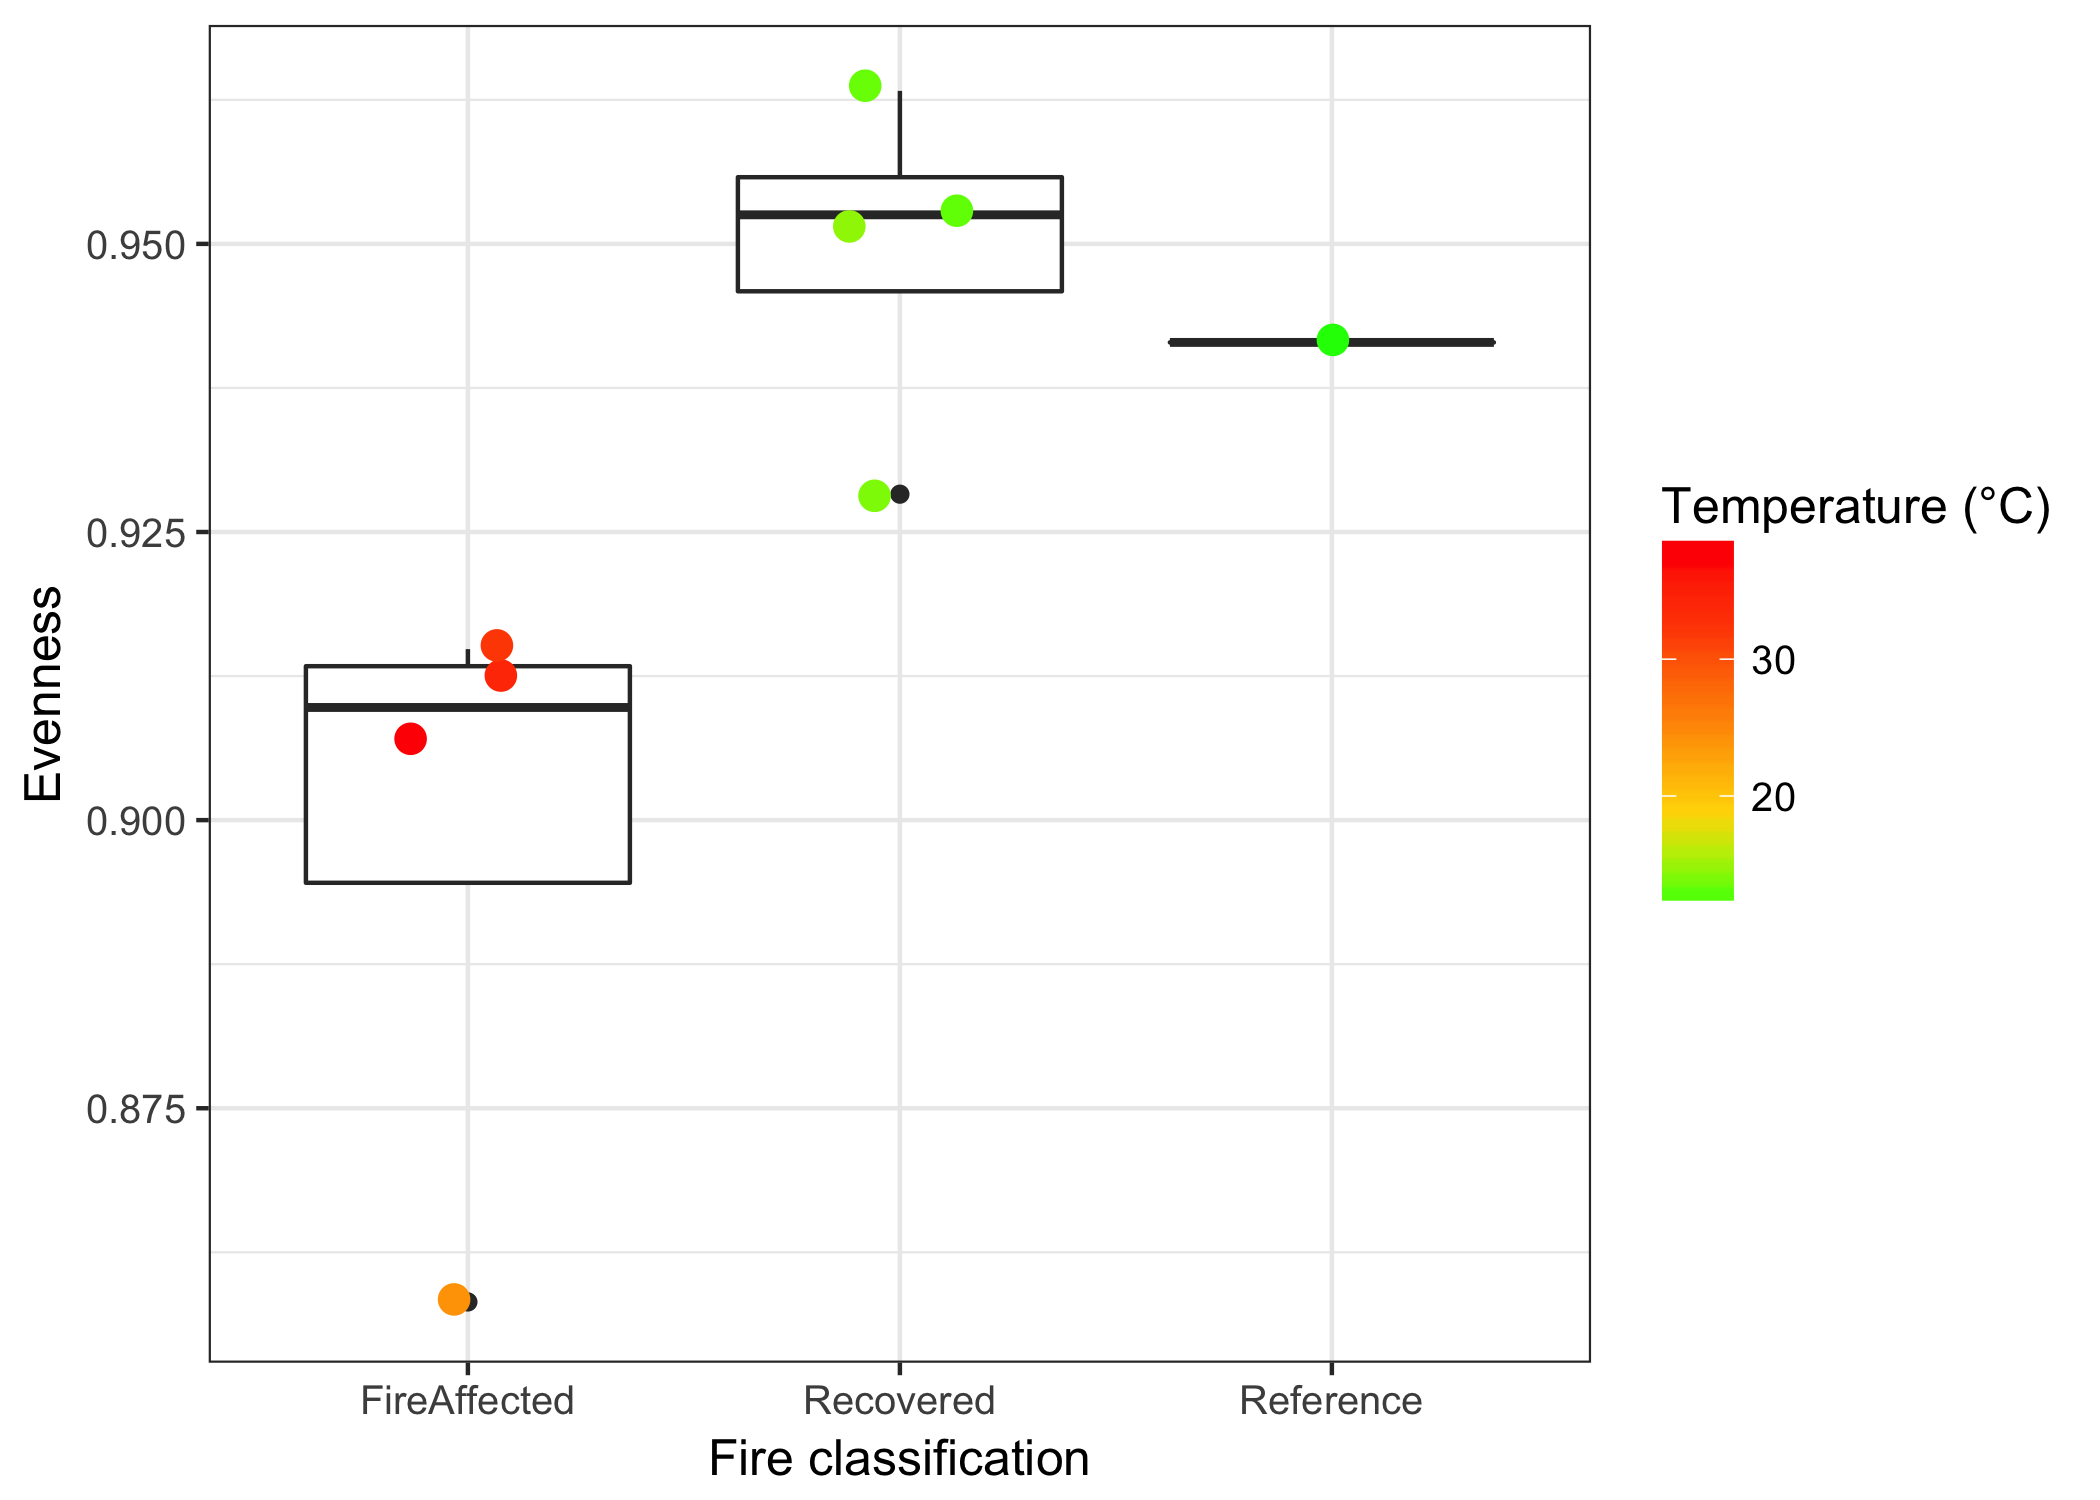 Evenness
0.950
0.925
0.900
0.875
FireAffected
Recovered
Reference
Fire classification
Temperature (°C)
30
20